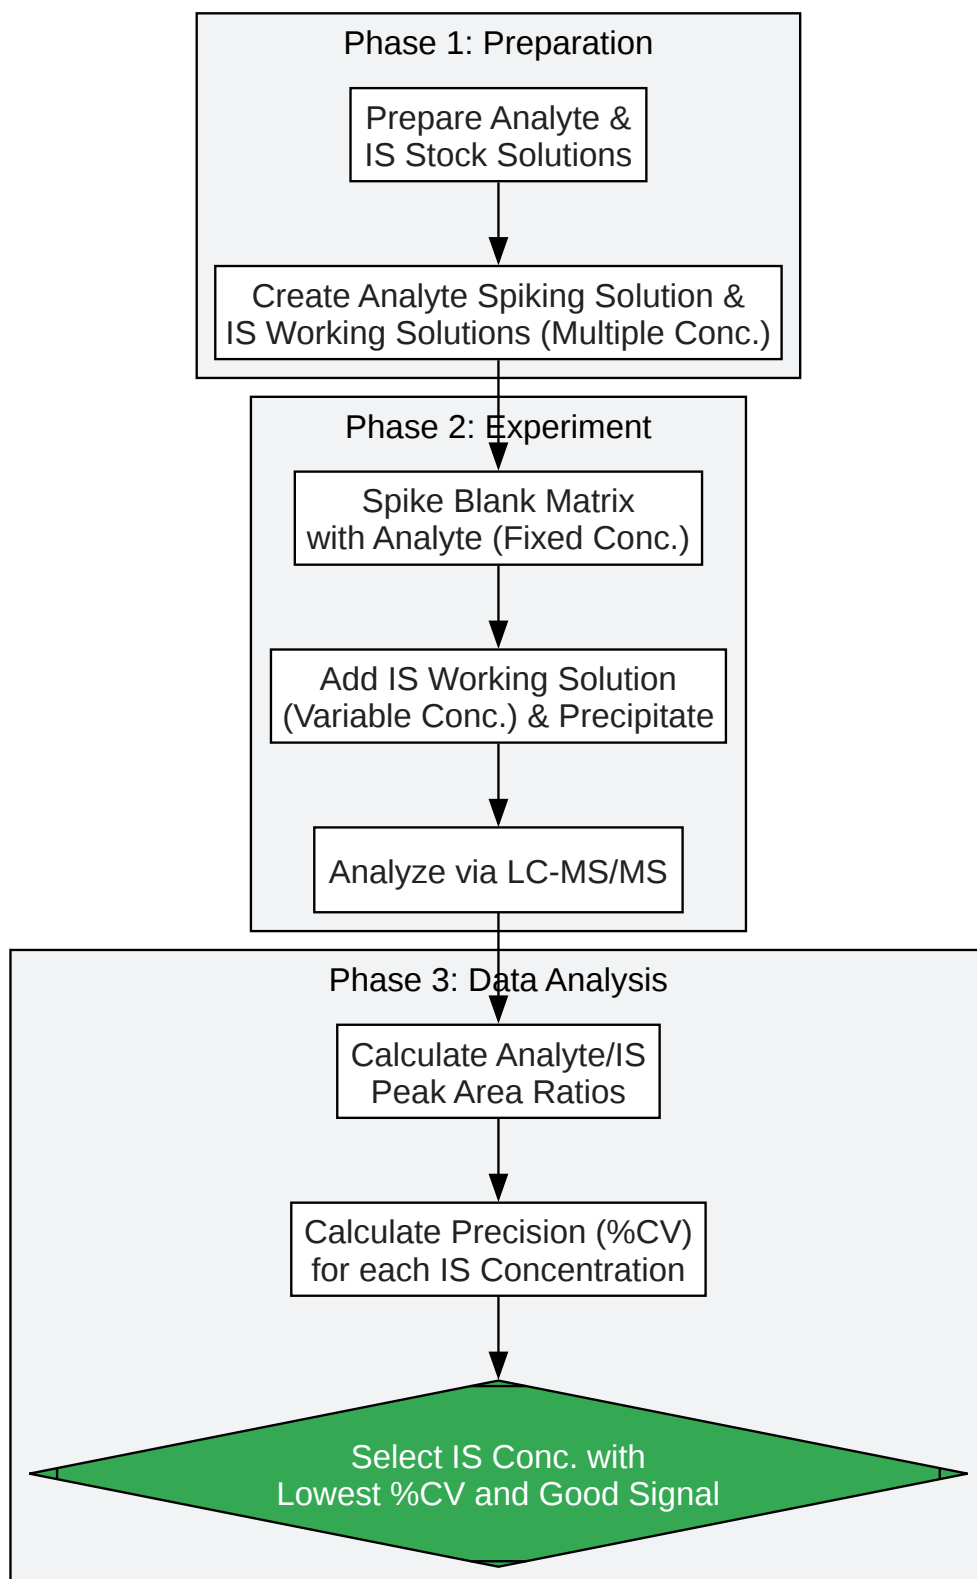 Phase 1: Preparation
Prepare Analyte &
IS Stock Solutions
Create Analyte Spiking Solution &
IS Working Solutions (Multiple Conc.)
Phase 2: Experiment
Spike Blank Matrix
with Analyte (Fixed Conc.)
Add IS Working Solution
(Variable Conc.) & Precipitate
Analyze via LC-MS/MS
Phase 3: Data Analysis
Calculate Analyte/IS
Peak Area Ratios
Calculate Precision (%CV)
for each IS Concentration
Select IS Conc. with
Lowest %CV and Good Signal